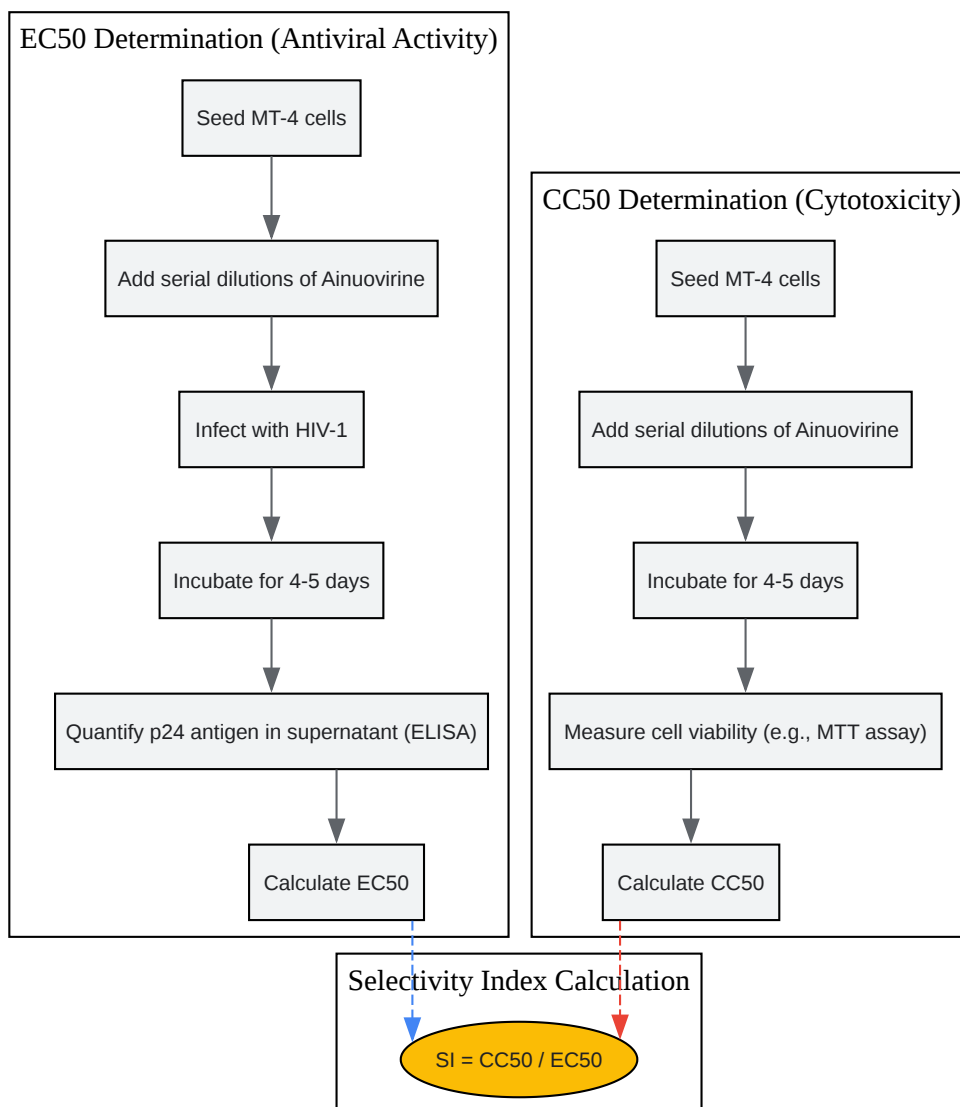 EC50 Determination (Antiviral Activity)
Seed MT-4 cells
Add serial dilutions of Ainuovirine
Infect with HIV-1
Incubate for 4-5 days
Quantify p24 antigen in supernatant (ELISA)
Calculate EC50
CC50 Determination (Cytotoxicity)
Seed MT-4 cells
Add serial dilutions of Ainuovirine
Incubate for 4-5 days
Measure cell viability (e.g., MTT assay)
Calculate CC50
Selectivity Index Calculation
SI = CC50 / EC50